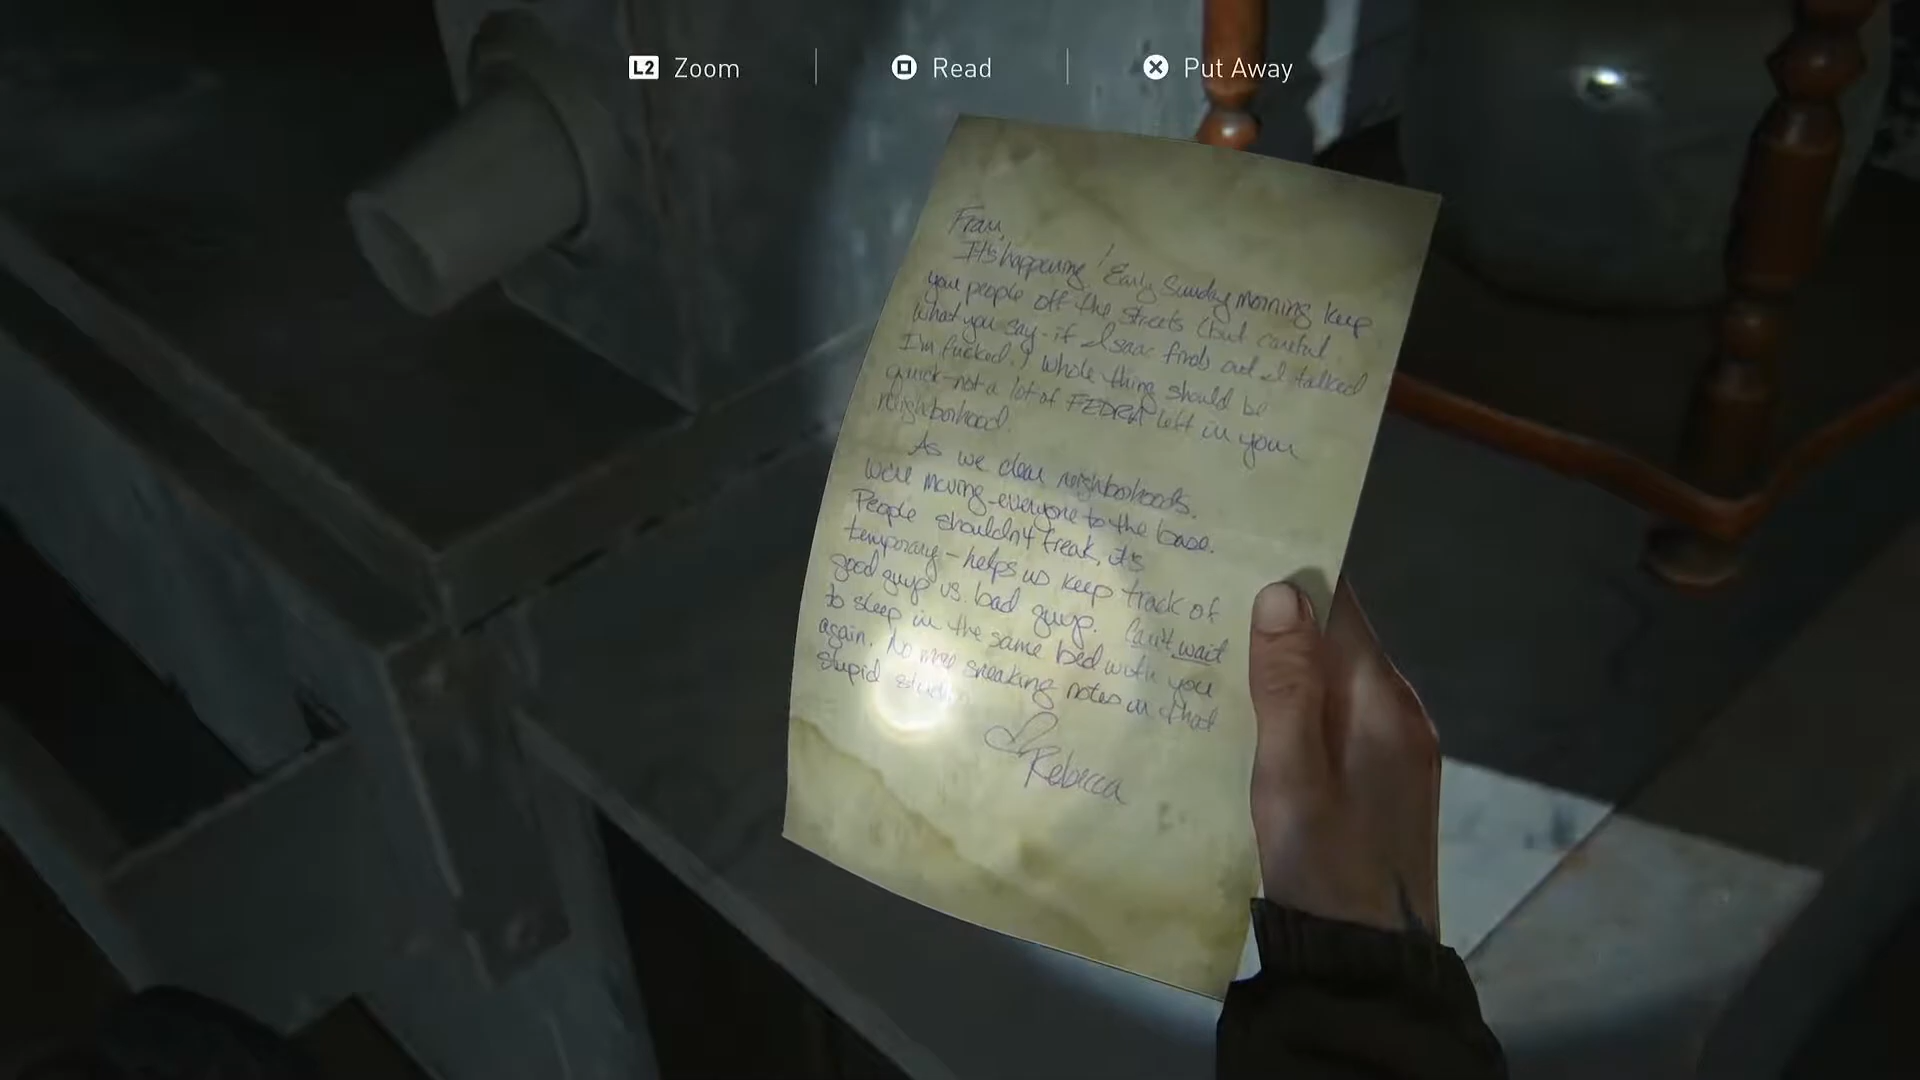 L2 Zoom
Read
Put Away
Fran,
It's happening! Early Sunday morning keep
your people off the streets (but careful
what you say - if Isaac finds out I talked
I'm fucked.) Whole thing should be
quick - not a lot of FEDRA left in your
neighborhood.
As we clear neighborhoods.
we're moving everyone to the base.
People shouldn't freak, it's
temporary - helps us keep track of
good guys vs. bad guys. Can't wait
to sleep in the same bed with you
again. No more sneaking notes in that
stupid
Rebecca